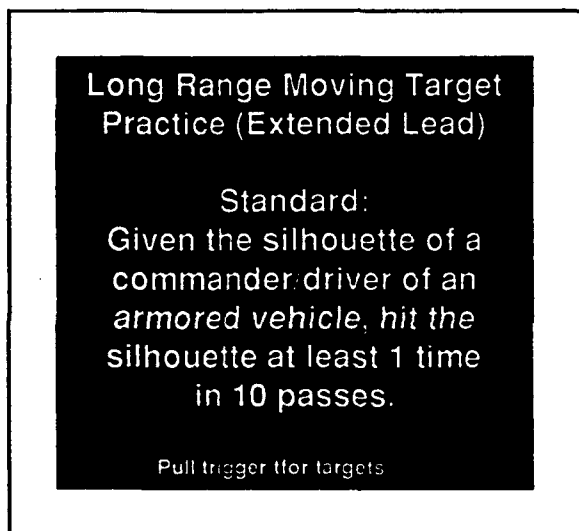 Long Range Moving Target
Practice (Extended Lead)
Standard:
Given the silhouette of a
commander/driver of an
armored vehicle, hit the
silhouette at least 1 time
in 10 passes.
Pull trigger tfor targets